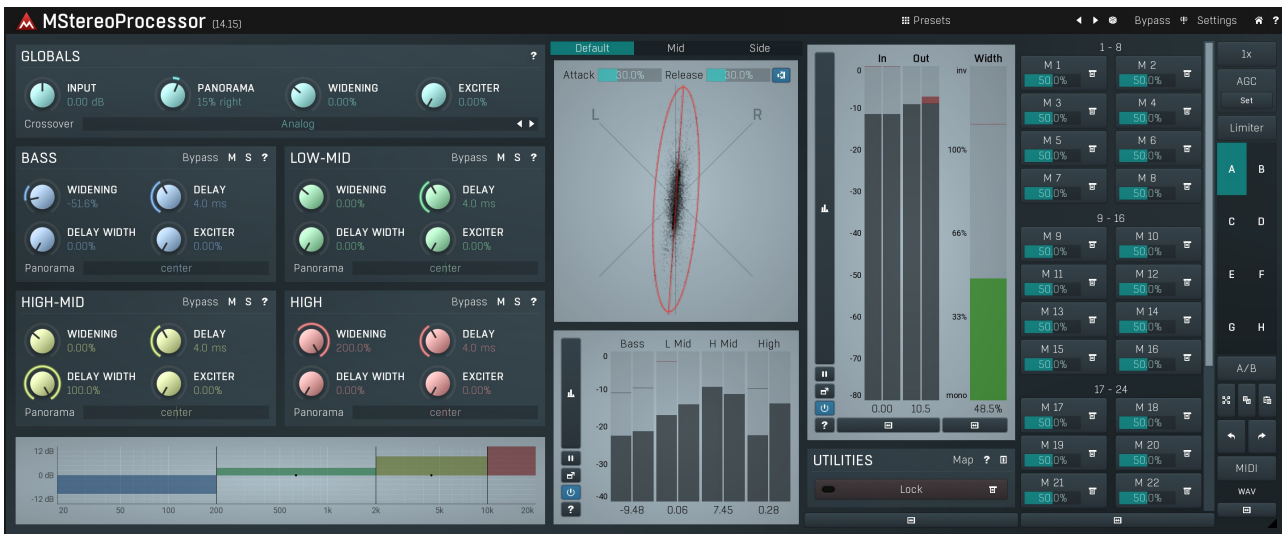 MStereoProcessor (14.15)
Presets
Bypass Settings ?
GLOBALS ?
INPUT
0.00 dB
PANORAMA
15% right
WIDENING
0.00%
EXCITER
0.00%
Crossover Analog
BASS Bypass M S ?
WIDENING
-51.6%
DELAY
4.0 ms
DELAY WIDTH
0.00%
EXCITER
0.00%
Panorama center
LOW-MID Bypass M S ?
WIDENING
0.00%
DELAY
4.0 ms
DELAY WIDTH
0.00%
EXCITER
0.00%
Panorama center
HIGH-MID Bypass M S ?
WIDENING
0.00%
DELAY
4.0 ms
DELAY WIDTH
100.0%
EXCITER
0.00%
Panorama center
HIGH Bypass M S ?
WIDENING
200.0%
DELAY
4.0 ms
DELAY WIDTH
0.00%
EXCITER
0.00%
Panorama center
12 dB
0 dB
-12 dB
20 50 100 200 500 1k 2k 5k 10k 20k
Default Mid Side
Attack 30.0% Release 30.0%
L R
Bass L Mid H Mid High
0
-10
-20
-30
-40
?
-9.48 0.06 7.45 0.28
In Out Width
0 inv
-10
-20 100%
-30
-40 66%
-50
-60 33%
-70
-80 mono
0.00 10.5 48.5%
?
UTILITIES Map ?
Lock
1 - 8
M 1 M 2
50.0% 50.0%
M 3 M 4
50.0% 50.0%
M 5 M 6
50.0% 50.0%
M 7 M 8
50.0% 50.0%
9 - 16
M 9 M 10
50.0% 50.0%
M 11 M 12
50.0% 50.0%
M 13 M 14
50.0% 50.0%
M 15 M 16
50.0% 50.0%
17 - 24
M 17 M 18
50.0% 50.0%
M 19 M 20
50.0% 50.0%
M 21 M 22
50.0% 50.0%
1x
AGC
Set
Limiter
A B
C D
E F
G H
A/B
MIDI
WAV